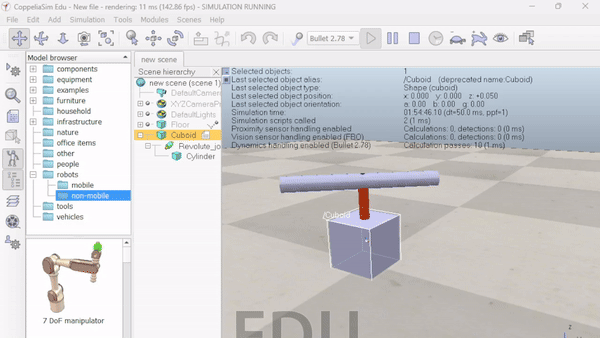 CoppeliaSim Edu - New file - rendering: 11 ms (142.86 fps) - SIMULATION RUNNING
File Edit Add Simulation Tools Modules Scenes Help
Bullet 2.78
Model browser
components
equipment
examples
furniture
household
infrastructure
nature
office items
other
people
robots
mobile
non-mobile
tools
vehicles
7 DoF manipulator
new scene
Scene hierarchy
new scene (scene 1)
DefaultCamera
XYZCameraPro
DefaultLights
Floor
Cuboid
Revolute_jo
Cylinder
Selected objects: 1
Last selected object alias: /Cuboid (deprecated name:Cuboid)
Last selected object type: Shape (cuboid)
Last selected object position: x: 0.000 y: 0.000 z: +0.050
Last selected object orientation: a: 0.00 b: 0.00 g: 0.00
Simulation time: 01:54:46.10 (dt=50.0 ms, ppf=1)
Simulation scripts called 2 (1 ms)
Proximity sensor handling enabled Calculations: 0, detections: 0 (0 ms)
Vision sensor handling enabled (FBO) Calculations: 0, detections: 0 (0 ms)
Dynamics handling enabled (Bullet 2.78) Calculation passes: 10 (1 ms)
/Cuboid
EDU
z